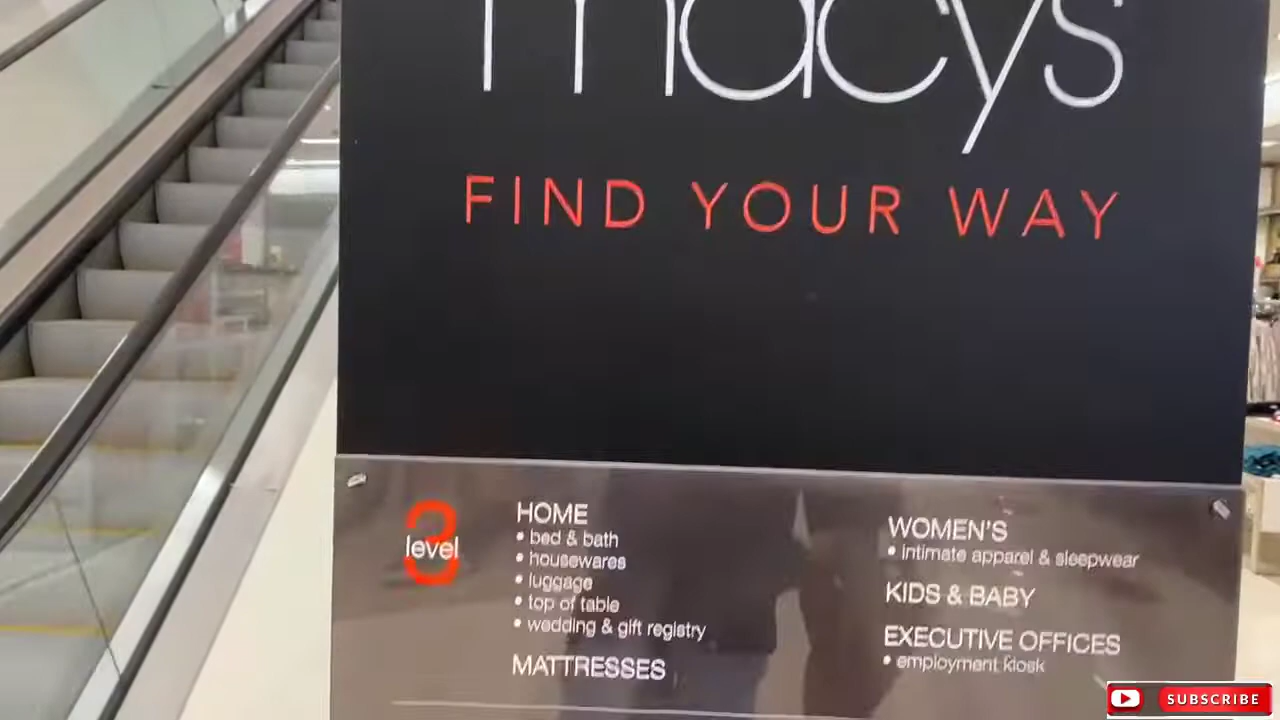 macys
FIND YOUR WAY
3
level
HOME
• bed & bath
• housewares
• luggage
• top of table
• wedding & gift registry
MATTRESSES
WOMEN'S
• intimate apparel & sleepwear
KIDS & BABY
EXECUTIVE OFFICES
• employment kiosk
SUBSCRIBE